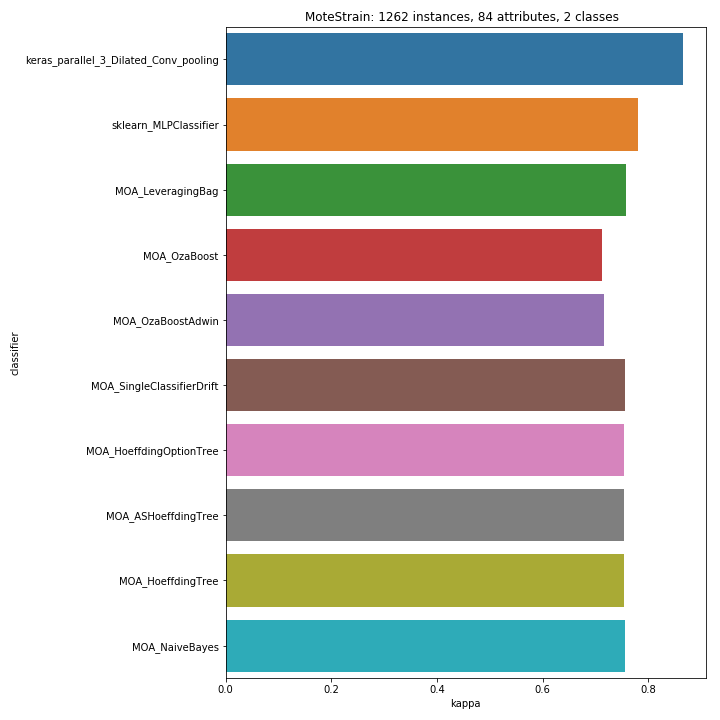 MoteStrain: 1262 instances, 84 attributes, 2 classes
keras_parallel_3_Dilated_Conv_pooling
sklearn_MLPClassifier
MOA_LeveragingBag
MOA_OzaBoost
MOA_OzaBoostAdwin
MOA_SingleClassifierDrift
MOA_HoeffdingOptionTree
MOA_ASHoeffdingTree
MOA_HoeffdingTree
MOA_NaiveBayes
classifier
0.0 0.2 0.4 0.6 0.8
kappa